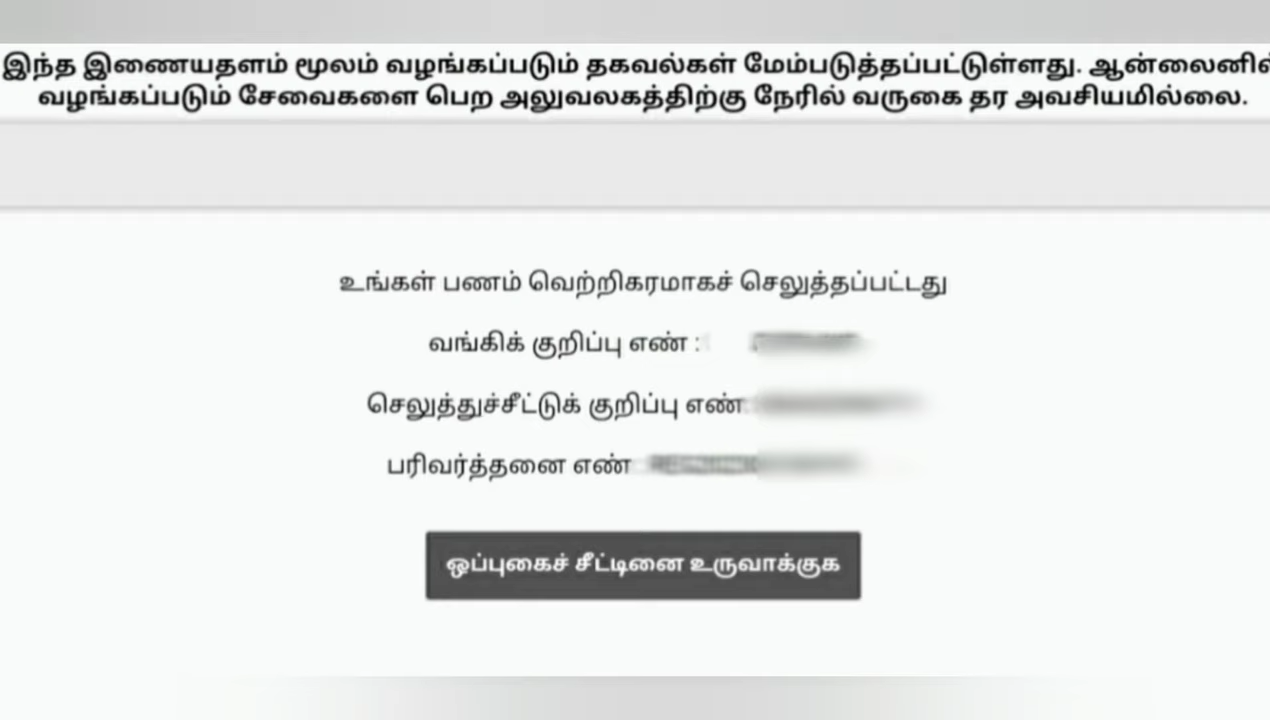 இந்த இணையதளம் மூலம் வழங்கப்படும் தகவல்கள் மேம்படுத்தப்பட்டுள்ளது. ஆன்லைனில்
வழங்கப்படும் சேவைகளை பெற அலுவலகத்திற்கு நேரில் வருகை தர அவசியமில்லை.
உங்கள் பணம் வெற்றிகரமாகச் செலுத்தப்பட்டது
வங்கிக் குறிப்பு எண் :
செலுத்துச்சீட்டுக் குறிப்பு எண்:
பரிவர்த்தனை எண்
ஒப்புகைச் சீட்டினை உருவாக்குக